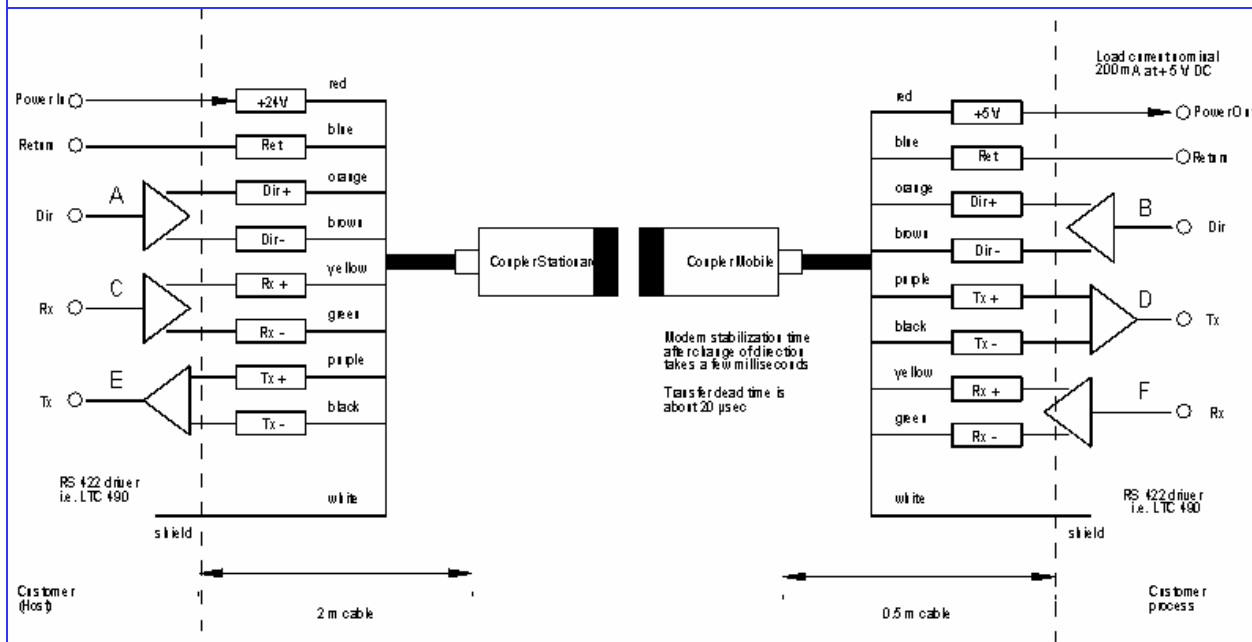 Load current nominal
200 mA at +5 V DC
red
Power In
+24V
red
Power Out
+5V
blue
Return
Ret
blue
Return
Ret
orange
A
Dir+
Dir
orange
B
Dir+
Dir
brown
Dir-
brown
Dir-
Coupler Stationary
Coupler Mobile
yellow
C
Rx +
Rx
purple
D
Tx +
Tx
green
Rx -
black
Tx -
Modem stabilization time
after change of direction
takes a few milliseconds
Transfer dead time is
about 20 µsec
purple
E
Tx +
Tx
yellow
F
Rx +
Rx
black
Tx -
green
Rx -
RS 422 driver
i.e. LTC 490
white
shield
white
RS 422 driver
i.e. LTC 490
shield
Customer
(Host)
2 m cable
0.5 m cable
Customer
process